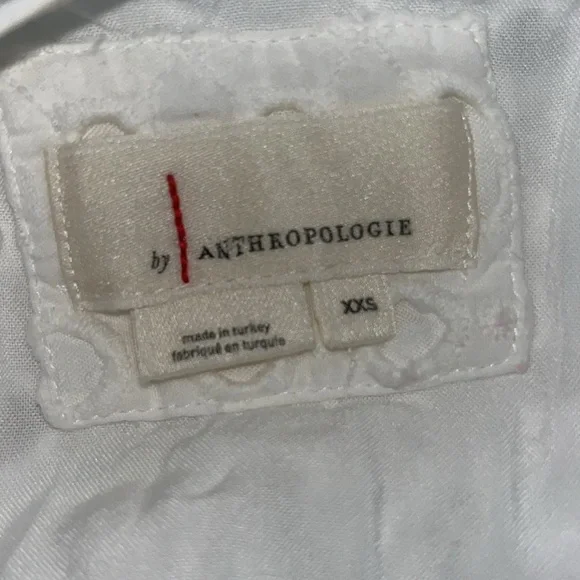 by ANTHROPOLOGIE
XXS
made in turkey
fabriqué en turquie